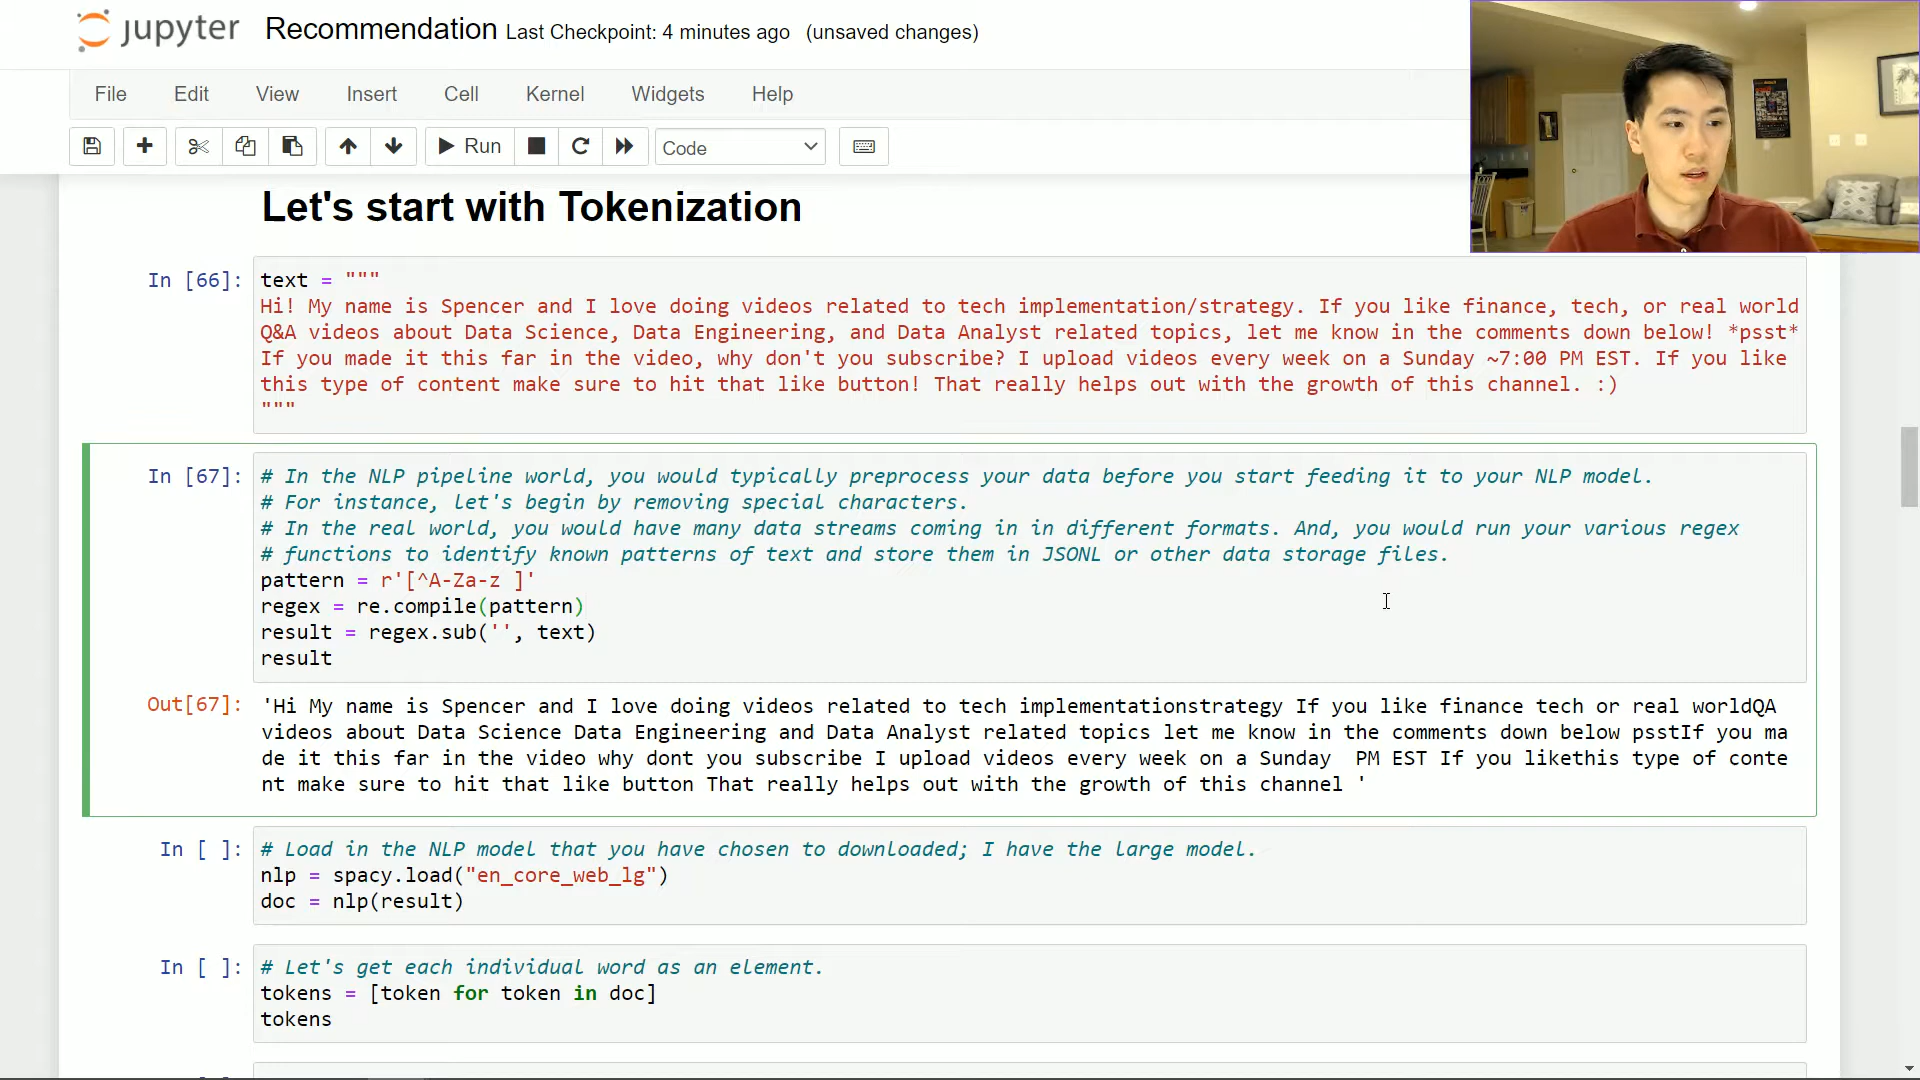 jupyter Recommendation Last Checkpoint: 4 minutes ago (unsaved changes)
File Edit View Insert Cell Kernel Widgets Help
Run Code
Let's start with Tokenization
In [66]: text = """
Hi! My name is Spencer and I love doing videos related to tech implementation/strategy. If you like finance, tech, or real world
Q&A videos about Data Science, Data Engineering, and Data Analyst related topics, let me know in the comments down below! *psst*
If you made it this far in the video, why don't you subscribe? I upload videos every week on a Sunday ~7:00 PM EST. If you like
this type of content make sure to hit that like button! That really helps out with the growth of this channel. :)
"""
In [67]: # In the NLP pipeline world, you would typically preprocess your data before you start feeding it to your NLP model.
# For instance, let's begin by removing special characters.
# In the real world, you would have many data streams coming in in different formats. And, you would run your various regex
# functions to identify known patterns of text and store them in JSONL or other data storage files.
pattern = r'[^A-Za-z ]'
regex = re.compile(pattern)
result = regex.sub('', text)
result
Out[67]: 'Hi My name is Spencer and I love doing videos related to tech implementationstrategy If you like finance tech or real worldQA
videos about Data Science Data Engineering and Data Analyst related topics let me know in the comments down below psstIf you ma
de it this far in the video why dont you subscribe I upload videos every week on a Sunday  PM EST If you likethis type of conte
nt make sure to hit that like button That really helps out with the growth of this channel '
In [ ]: # Load in the NLP model that you have chosen to downloaded; I have the large model.
nlp = spacy.load("en_core_web_lg")
doc = nlp(result)
In [ ]: # Let's get each individual word as an element.
tokens = [token for token in doc]
tokens